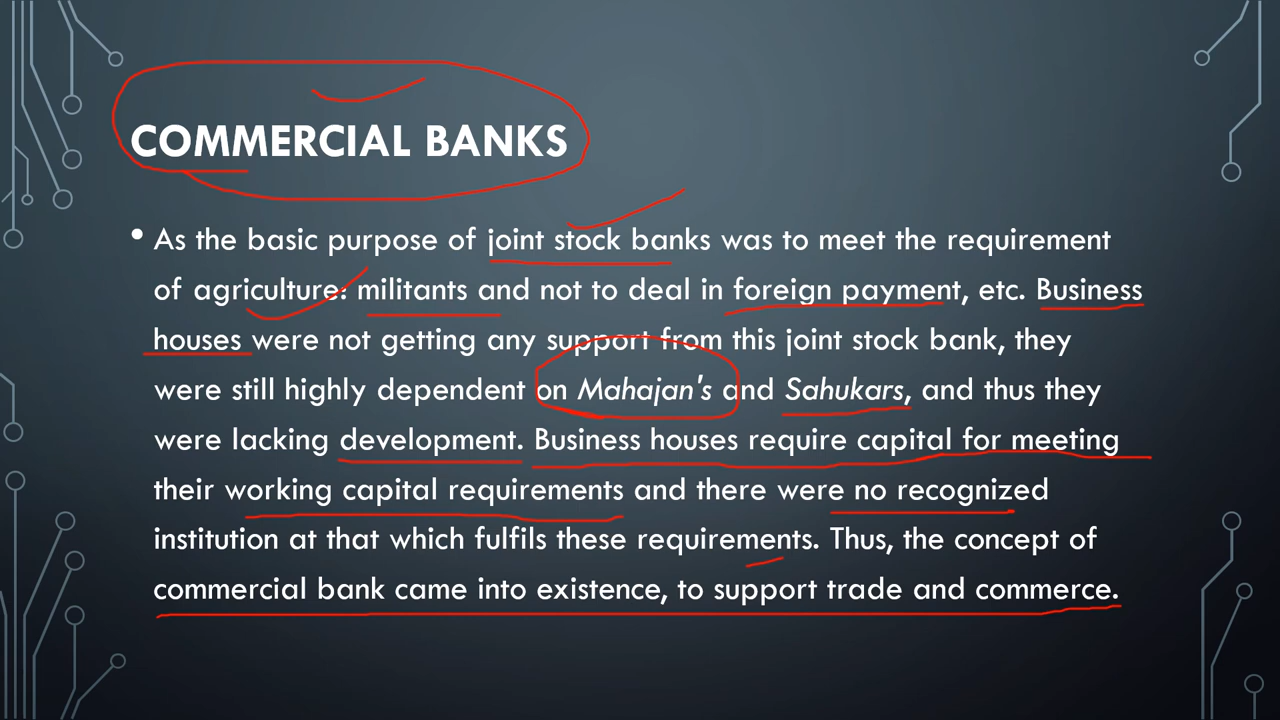 COMMERCIAL BANKS
• As the basic purpose of joint stock banks was to meet the requirement
of agriculture: militants and not to deal in foreign payment, etc. Business
houses were not getting any support from this joint stock bank, they
were still highly dependent on Mahajan's and Sahukars, and thus they
were lacking development. Business houses require capital for meeting
their working capital requirements and there were no recognized
institution at that which fulfils these requirements. Thus, the concept of
commercial bank came into existence, to support trade and commerce.